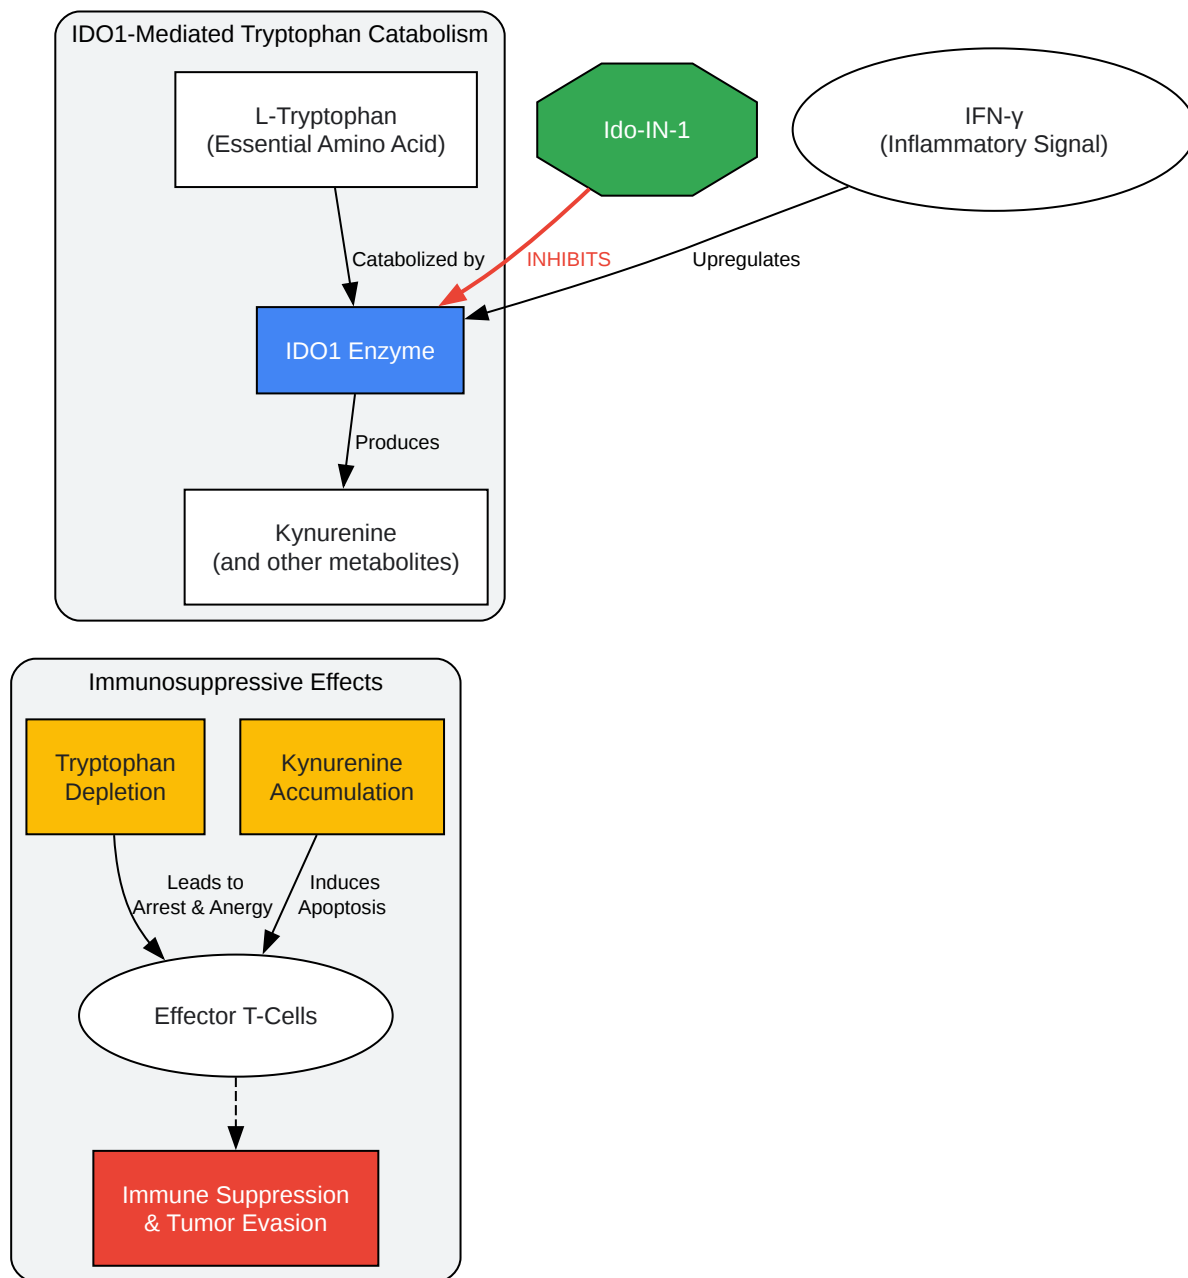 IDO1-Mediated Tryptophan Catabolism
L-Tryptophan
(Essential Amino Acid)
Ido-IN-1
IFN-γ
(Inflammatory Signal)
Catabolized by
INHIBITS
Upregulates
IDO1 Enzyme
Produces
Kynurenine
(and other metabolites)
Immunosuppressive Effects
Tryptophan
Depletion
Kynurenine
Accumulation
Leads to
Arrest & Anergy
Induces
Apoptosis
Effector T-Cells
Immune Suppression
& Tumor Evasion